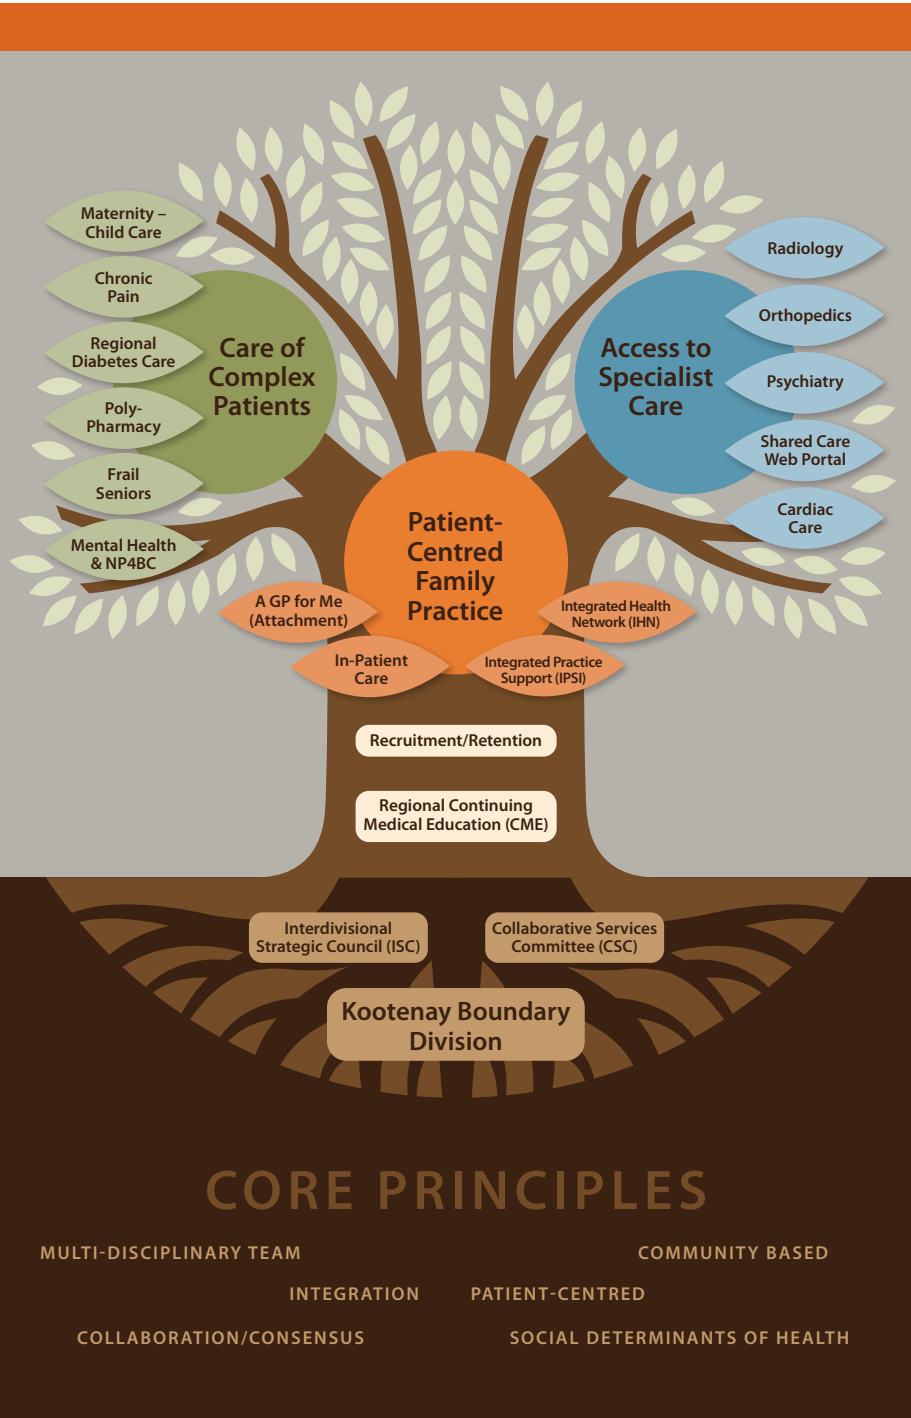 Maternity –
Child Care
Chronic
Pain
Regional
Diabetes Care
Poly-
Pharmacy
Frail
Seniors
Mental Health
& NP4BC
Care of
Complex
Patients
Access to
Specialist
Care
Radiology
Orthopedics
Psychiatry
Shared Care
Web Portal
Cardiac
Care
Patient-
Centred
Family
Practice
A GP for Me
(Attachment)
In-Patient
Care
Integrated Health
Network (IHN)
Integrated Practice
Support (IPSI)
Recruitment/Retention
Regional Continuing
Medical Education (CME)
Interdivisional
Strategic Council (ISC)
Collaborative Services
Committee (CSC)
Kootenay Boundary
Division
CORE PRINCIPLES
MULTI-DISCIPLINARY TEAM
COMMUNITY BASED
INTEGRATION
PATIENT-CENTRED
COLLABORATION/CONSENSUS
SOCIAL DETERMINANTS OF HEALTH